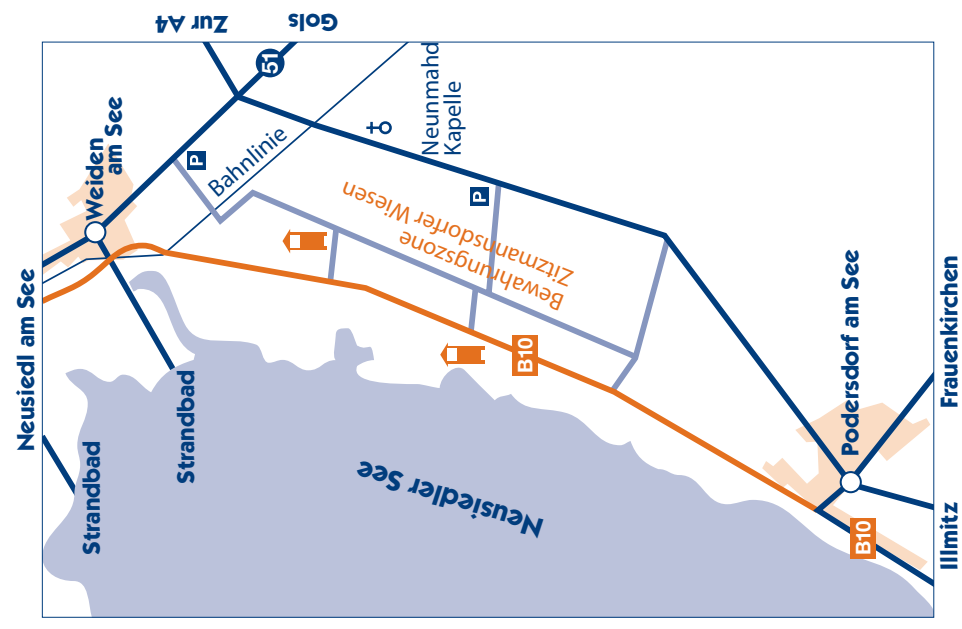 Zur A4
Gols
51
Neusiedl am See
Weiden
am See
P
Bahnlinie
Neunmahd
Kapelle
P
Bewahrungszone
Zitzmannsdorfer Wiesen
Strandbad
Strandbad
B10
Neusiedler See
Podersdorf am See
Frauenkirchen
B10
Illmitz